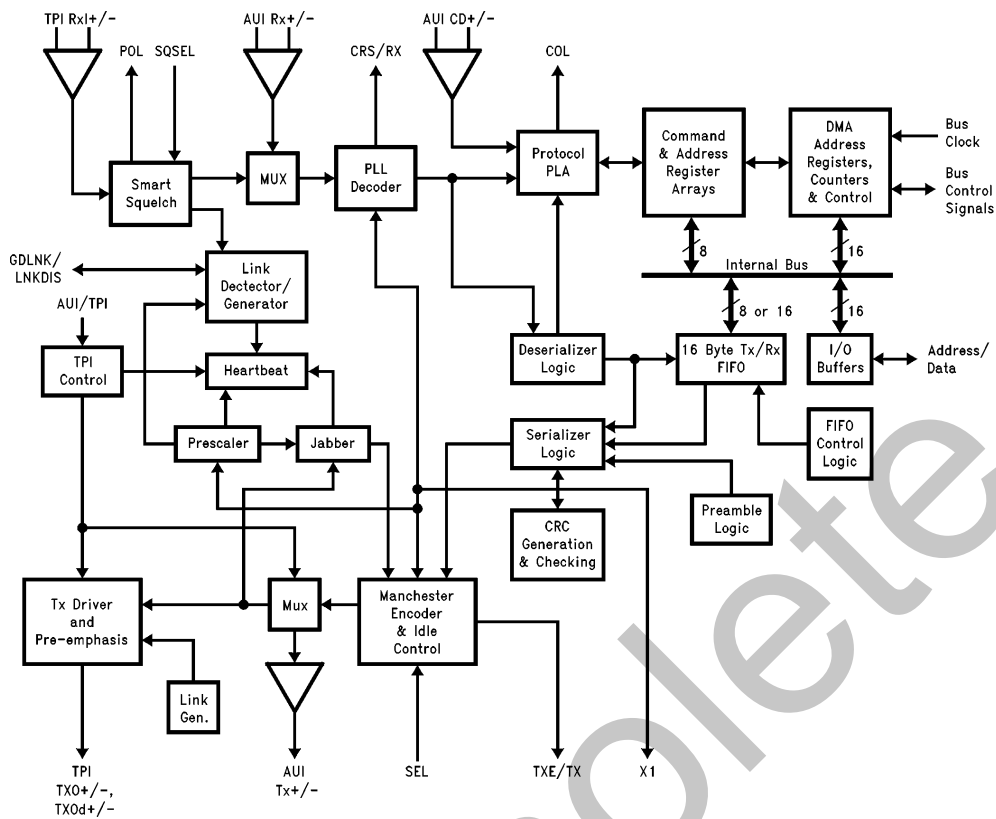 TPI RxI+/-
AUI Rx+/-
AUI CD+/-
POL
SQSEL
CRS/RX
COL
Smart
Squelch
MUX
PLL
Decoder
Protocol
PLA
Command
& Address
Register
Arrays
DMA
Address
Registers,
Counters
& Control
Bus
Clock
Bus
Control
Signals
8
16
Internal Bus
GDLNK/
LNKDIS
Link
Dectector/
Generator
8 or 16
16
AUI/TPI
TPI
Control
Heartbeat
Deserializer
Logic
16 Byte Tx/Rx
FIFO
I/O
Buffers
Address/
Data
Prescaler
Jabber
Serializer
Logic
FIFO
Control
Logic
CRC
Generation
& Checking
Preamble
Logic
Tx Driver
and
Pre-emphasis
Mux
Manchester
Encoder
& Idle
Control
Link
Gen.
TPI
TXO+/-,
TXOd+/-
AUI
Tx+/-
SEL
TXE/TX
X1
olete